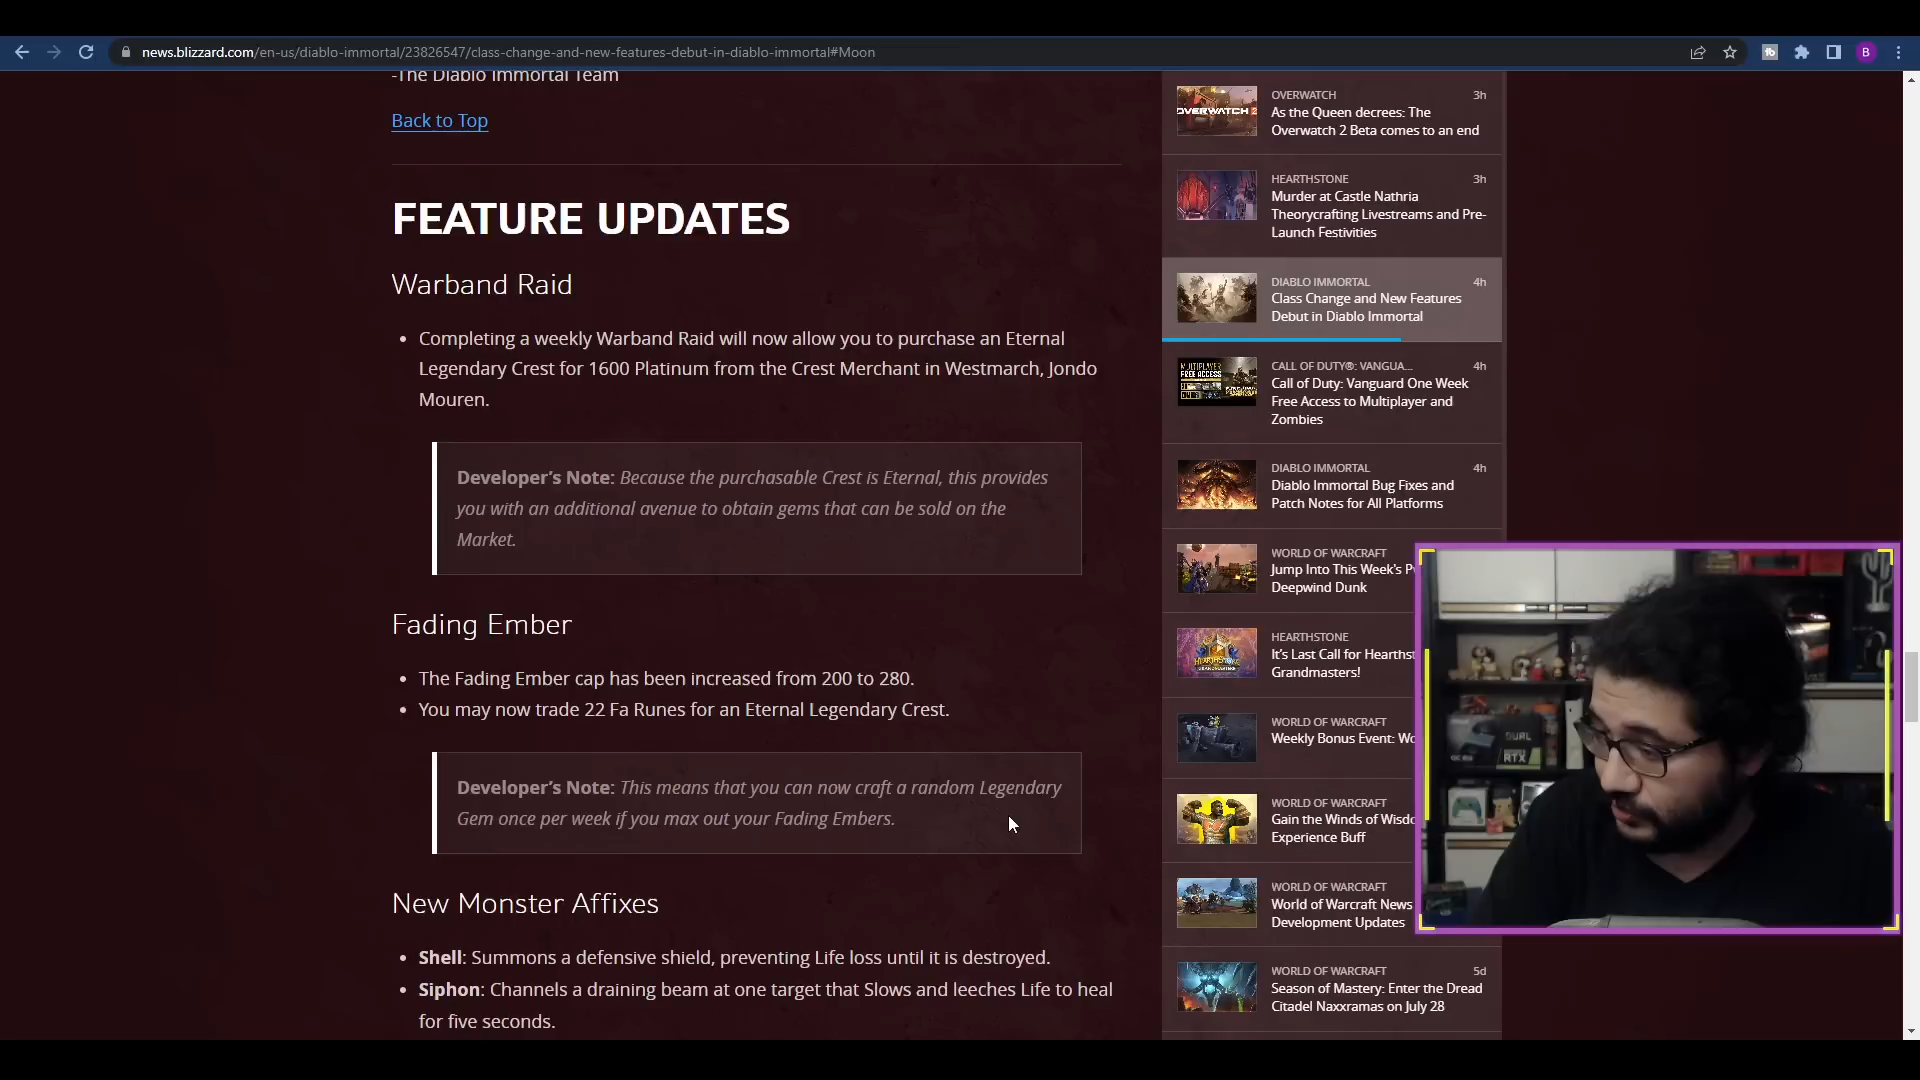 news.blizzard.com/en-us/diablo-immortal/23826547/class-change-and-new-features-debut-in-diablo-immortal#Moon
B
-The Diablo Immortal Team
Back to Top
FEATURE UPDATES
Warband Raid
• Completing a weekly Warband Raid will now allow you to purchase an Eternal
Legendary Crest for 1600 Platinum from the Crest Merchant in Westmarch, Jondo
Mouren.
Developer’s Note: Because the purchasable Crest is Eternal, this provides
you with an additional avenue to obtain gems that can be sold on the
Market.
Fading Ember
• The Fading Ember cap has been increased from 200 to 280.
• You may now trade 22 Fa Runes for an Eternal Legendary Crest.
Developer’s Note: This means that you can now craft a random Legendary
Gem once per week if you max out your Fading Embers.
New Monster Affixes
• Shell: Summons a defensive shield, preventing Life loss until it is destroyed.
• Siphon: Channels a draining beam at one target that Slows and leeches Life to heal
for five seconds.
OVERWATCH 3h
As the Queen decrees: The
Overwatch 2 Beta comes to an end
HEARTHSTONE 3h
Murder at Castle Nathria
Theorycrafting Livestreams and Pre-
Launch Festivities
DIABLO IMMORTAL 4h
Class Change and New Features
Debut in Diablo Immortal
CALL OF DUTY®: VANGUA... 4h
Call of Duty: Vanguard One Week
Free Access to Multiplayer and
Zombies
DIABLO IMMORTAL 4h
Diablo Immortal Bug Fixes and
Patch Notes for All Platforms
WORLD OF WARCRAFT
Jump Into This Week's
Deepwind Dunk
HEARTHSTONE
It's Last Call for Hearthst
Grandmasters!
WORLD OF WARCRAFT
Weekly Bonus Event:
WORLD OF WARCRAFT
Gain the Winds of
Experience Buff
WORLD OF WARCRAFT
World of Warcraft News
Development Updates
WORLD OF WARCRAFT 5d
Season of Mastery: Enter the Dread
Citadel Naxxramas on July 28
DUAL
RTX